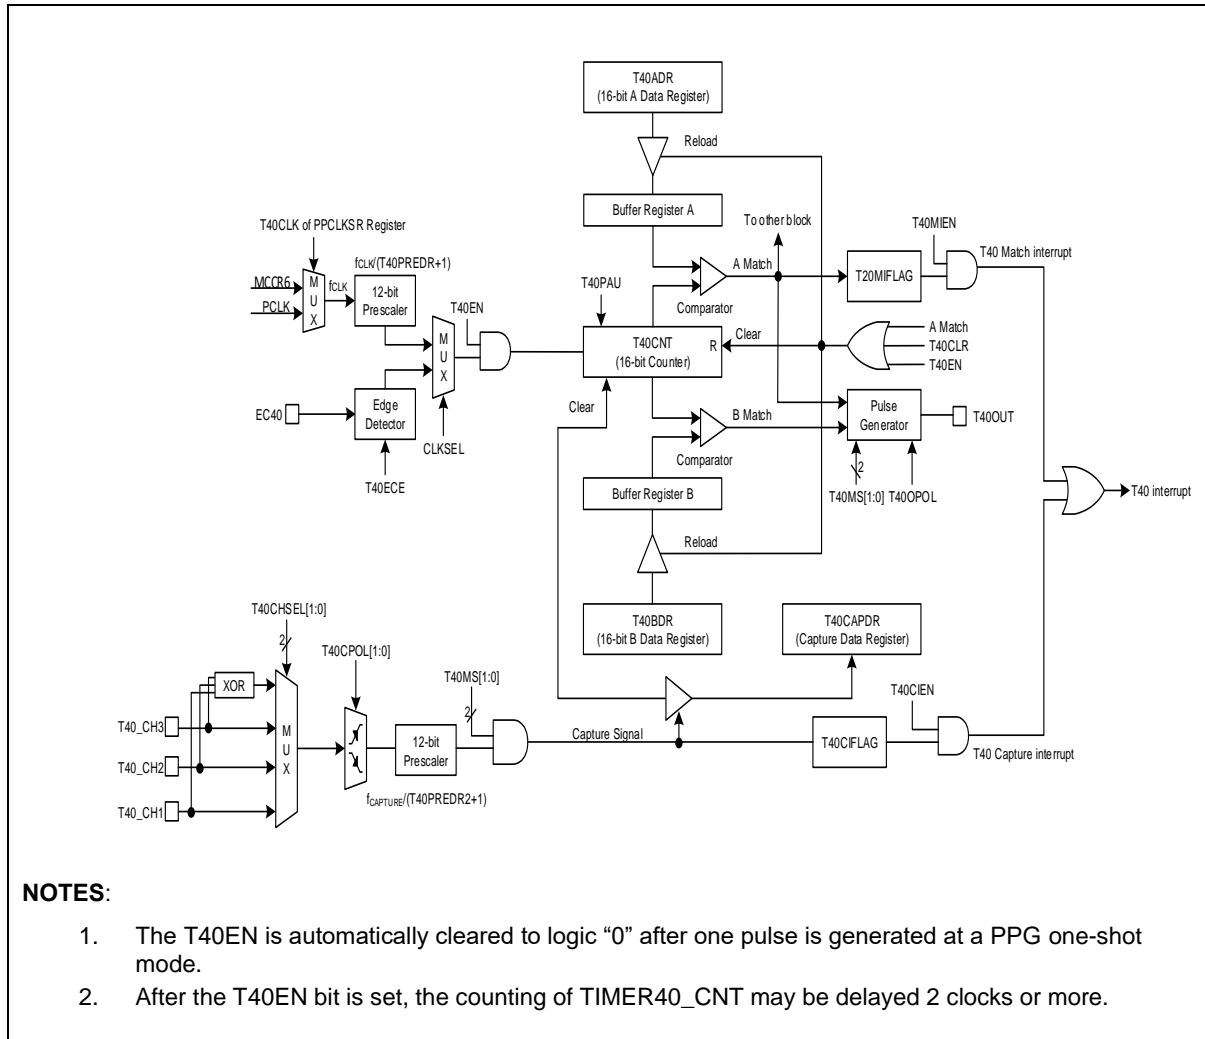 T40ADR
(16-bit A Data Register)
Reload
Buffer Register A
To other block
T40MIEN
T40CLK of PPCLKSR Register
T40 Match interrupt
fCLK/(T40PREDR+1)
A Match
T20MIFLAG
MCCR6
M
U
X
fCLK
12-bit
Prescaler
PCLK
T40PAU
T40EN
Comparator
A Match
T40CLR
T40EN
Clear
T40CNT
(16-bit Counter)
R
M
U
X
Clear
EC40
Edge
Detector
B Match
Pulse
Generator
T40OUT
CLKSEL
Comparator
T40ECE
2
Buffer Register B
T40MS[1:0]
T40OPOL
T40 interrupt
Reload
T40CHSEL[1:0]
T40BDR
(16-bit B Data Register)
T40CAPDR
(Capture Data Register)
2
T40CPOL[1:0]
T40MS[1:0]
XOR
T40CIEN
2
T40_CH3
M
U
X
12-bit
Prescaler
Capture Signal
T40CIFLAG
T40 Capture interrupt
T40_CH2
fCAPTURE/(T40PREDR2+1)
T40_CH1
NOTES:
1. The T40EN is automatically cleared to logic “0” after one pulse is generated at a PPG one-shot
mode.
2. After the T40EN bit is set, the counting of TIMER40_CNT may be delayed 2 clocks or more.